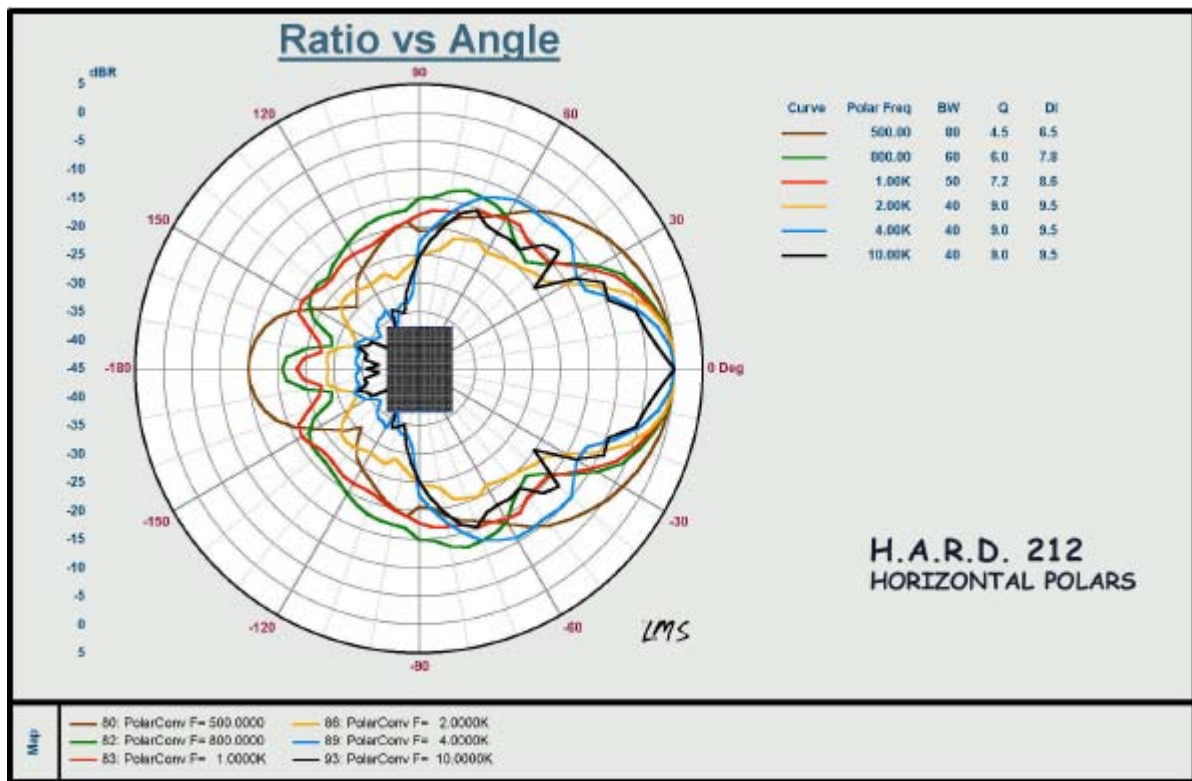 Ratio vs Angle
dBR
5
0
-5
-10
-15
-20
-25
-30
-35
-40
-45
-40
-35
-30
-25
-20
-15
-10
-5
0
5
90
120
60
150
30
-180
0 Deg
-150
-30
-120
-60
-90
Curve Polar Freq BW Q DI
500.00 80 4.5 6.5
800.00 60 6.0 7.8
1.00K 50 7.2 8.6
2.00K 40 9.0 9.5
4.00K 40 9.0 9.5
10.00K 40 9.0 9.5
H.A.R.D. 212
HORIZONTAL POLARS
LMS
Map
80: PolarConv F= 500.0000
82: PolarConv F= 800.0000
83: PolarConv F= 1.0000K
86: PolarConv F= 2.0000K
89: PolarConv F= 4.0000K
93: PolarConv F= 10.0000K